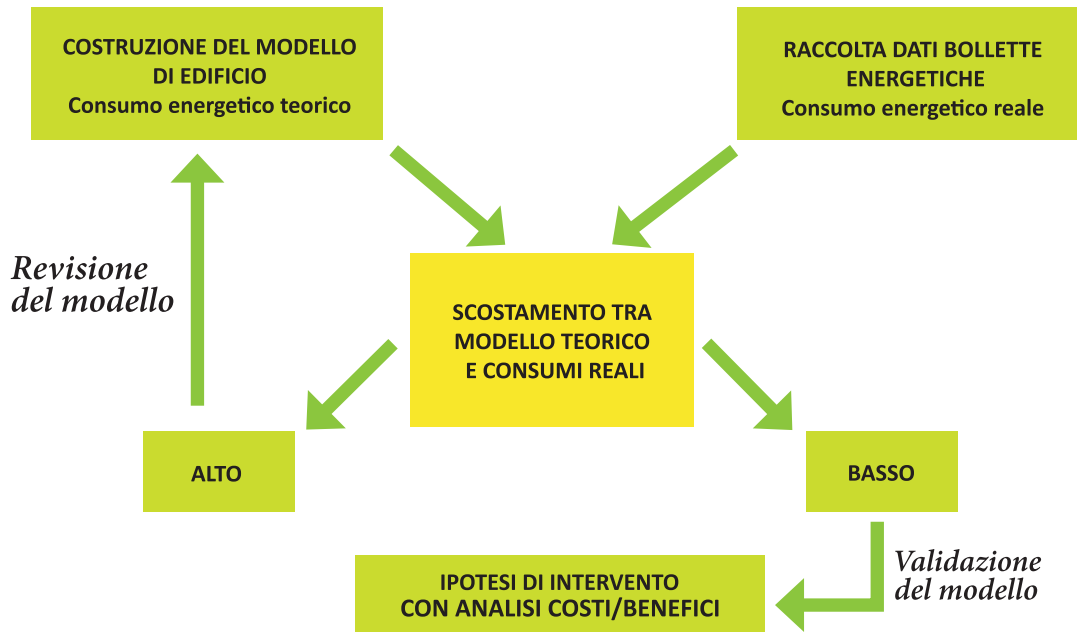 COSTRUZIONE DEL MODELLO
DI EDIFICIO
Consumo energetico teorico
RACCOLTA DATI BOLLETTE
ENERGETICHE
Consumo energetico reale
Revisione
del modello
SCOSTAMENTO TRA
MODELLO TEORICO
E CONSUMI REALI
ALTO
BASSO
Validazione
del modello
IPOTESI DI INTERVENTO
CON ANALISI COSTI/BENEFICI